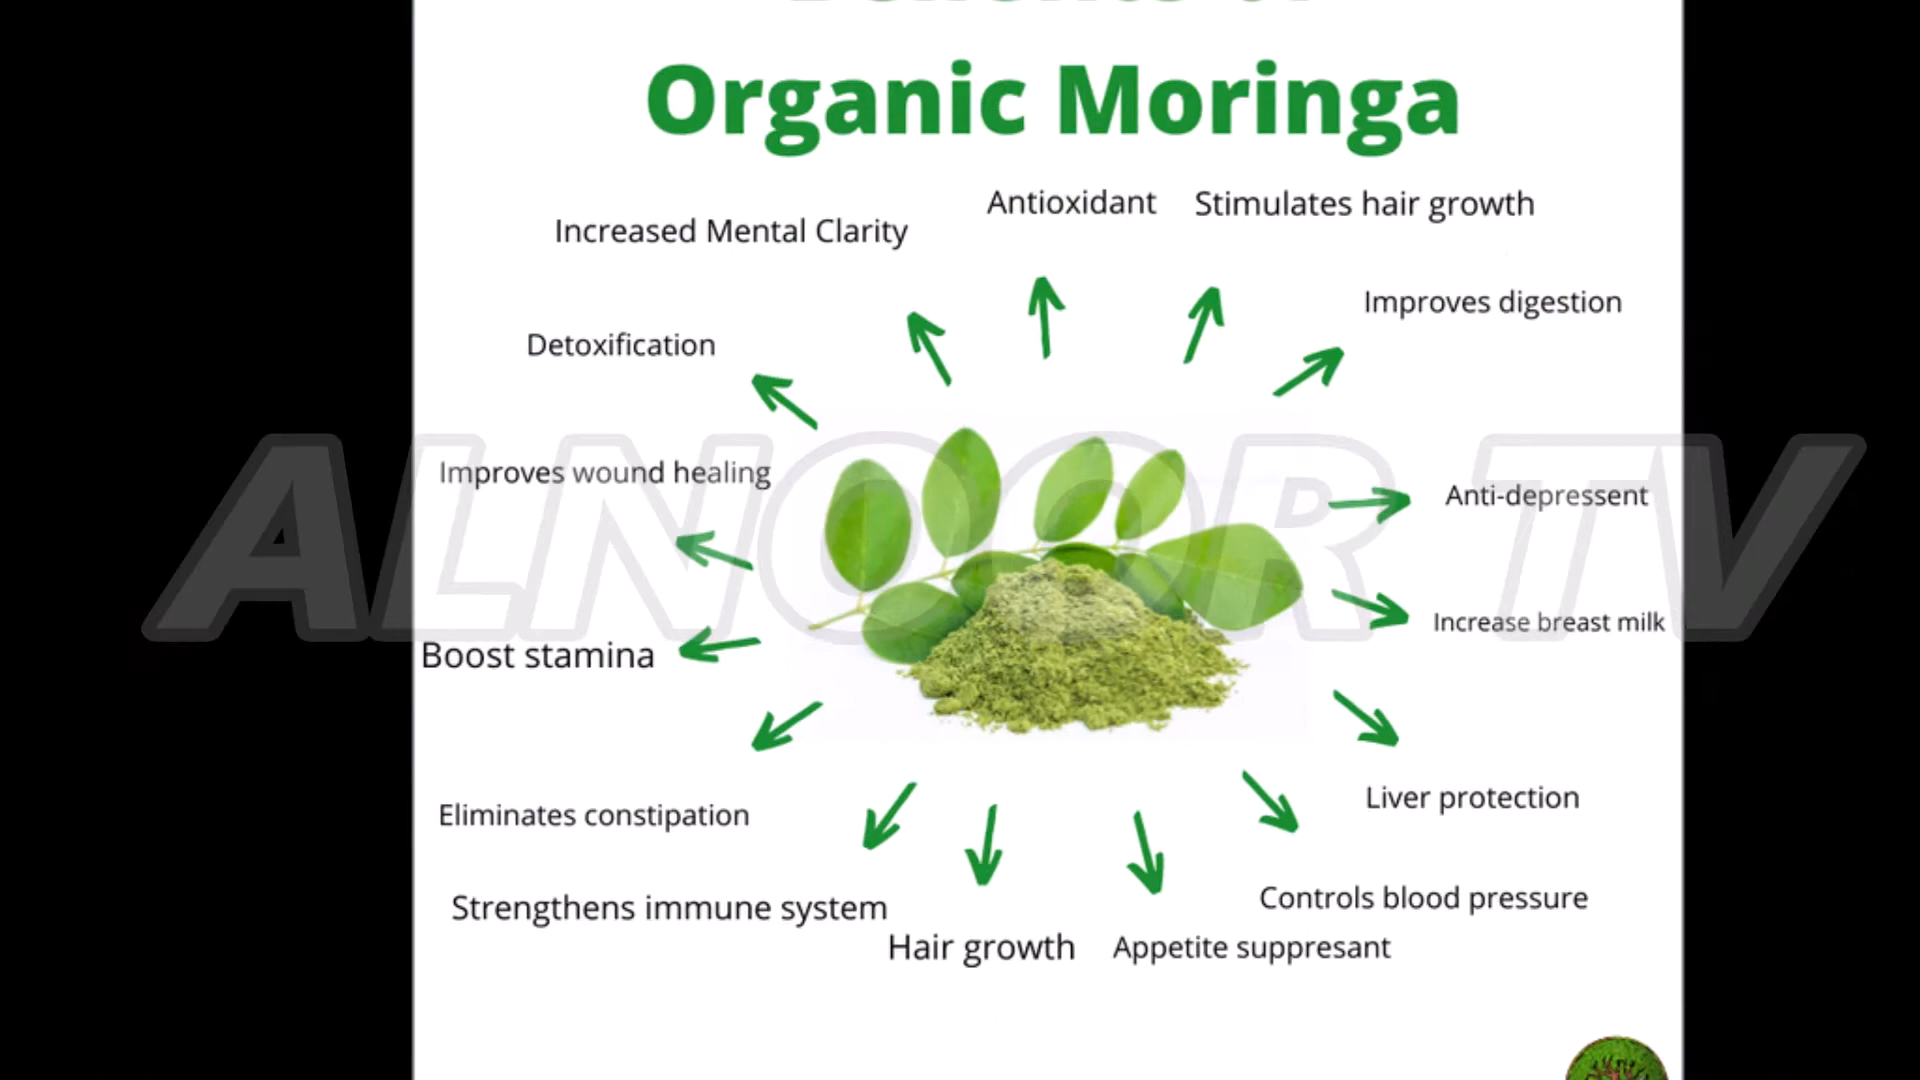 Organic Moringa
Antioxidant
Stimulates hair growth
Increased Mental Clarity
Improves digestion
Detoxification
Improves wound healing
Anti-depressent
ALNOOR TV
Increase breast milk
Boost stamina
Liver protection
Eliminates constipation
Controls blood pressure
Strengthens immune system
Hair growth
Appetite suppresant